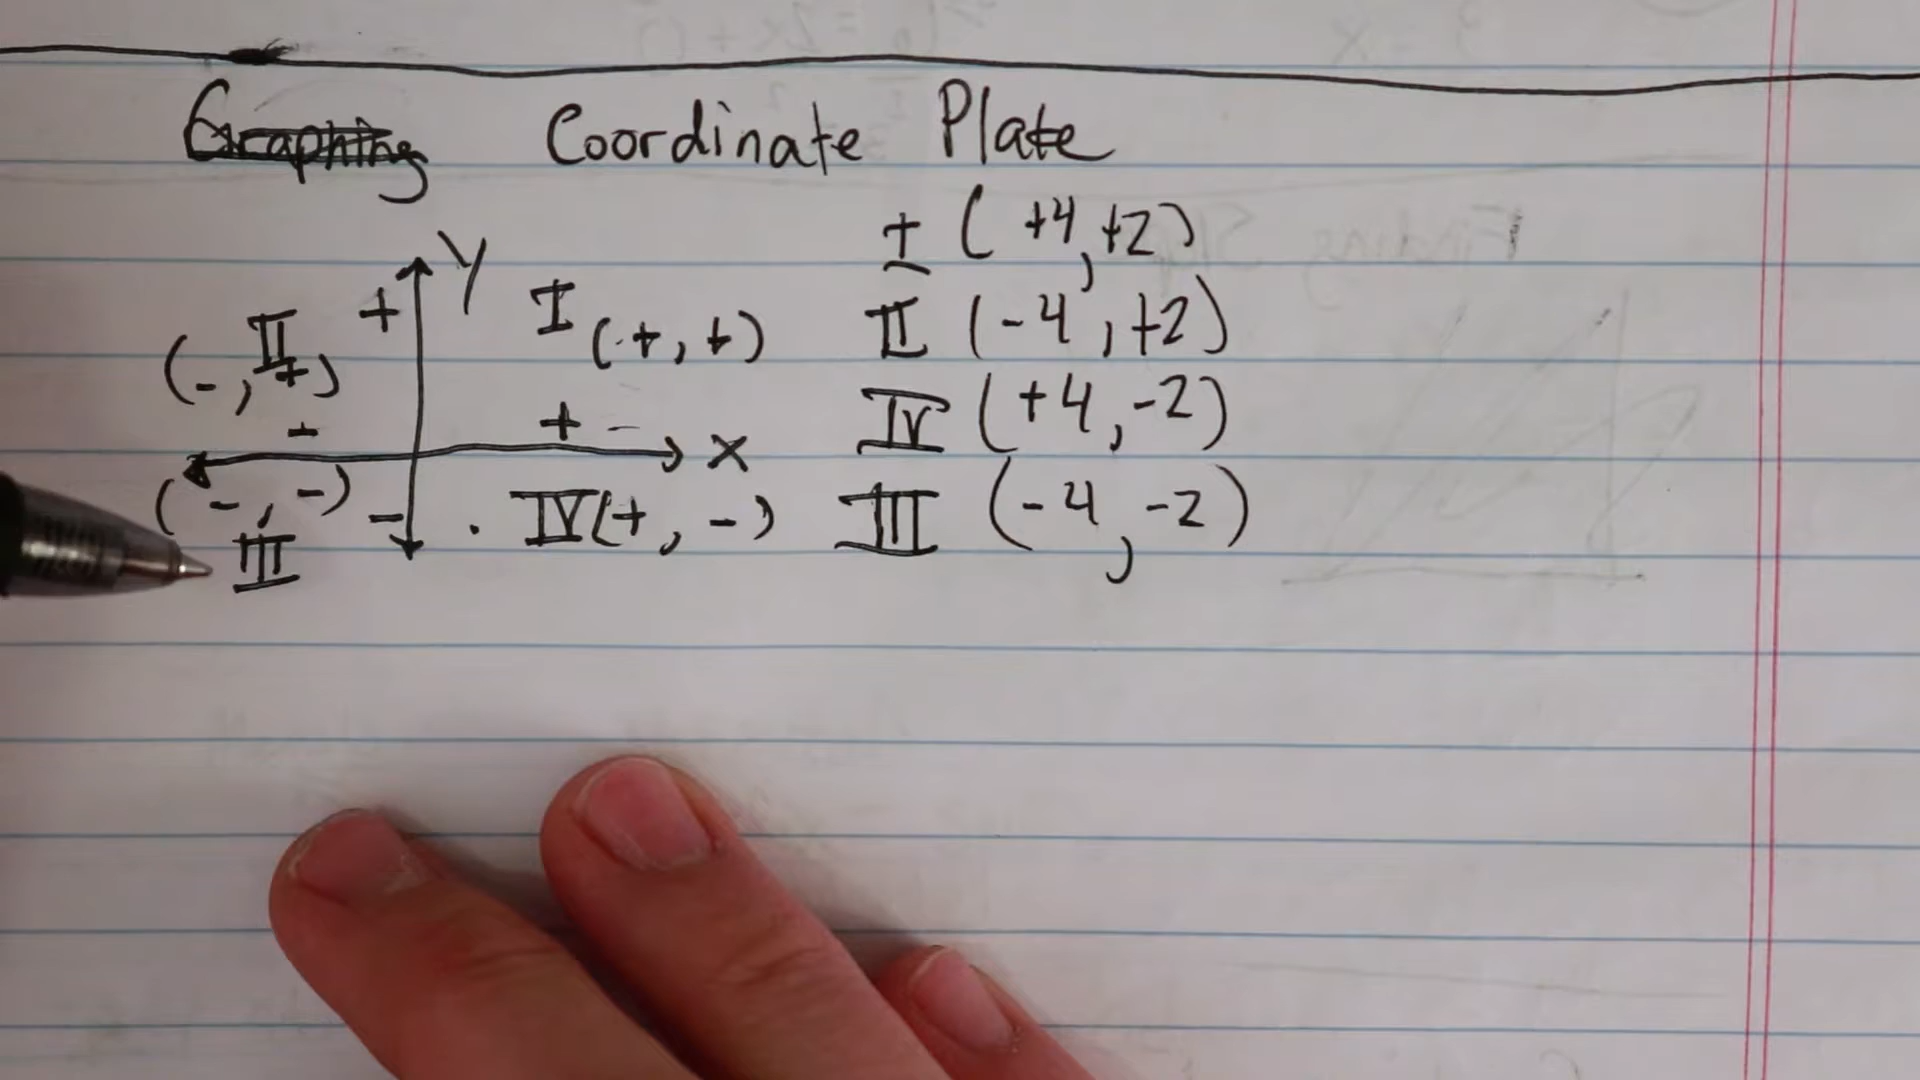 Graphing Coordinate Plate
Y
I (+4, +2)
+
I (+, +)
II (-4, +2)
II (-, +)
- + -
X
IV (+4, -2)
(-, -) III
-
. IV (+, -)
III (-4, -2)